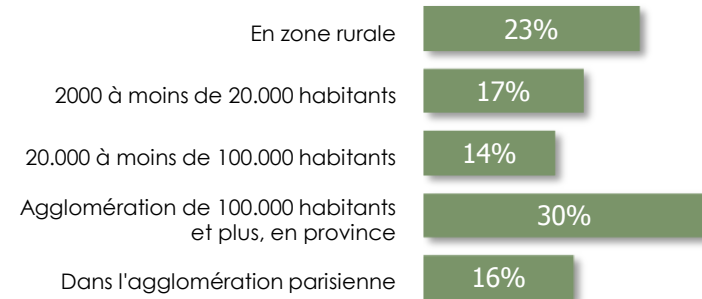 En zone rurale 23%
2000 à moins de 20.000 habitants 17%
20.000 à moins de 100.000 habitants 14%
Agglomération de 100.000 habitants
et plus, en province 30%
Dans l'agglomération parisienne 16%